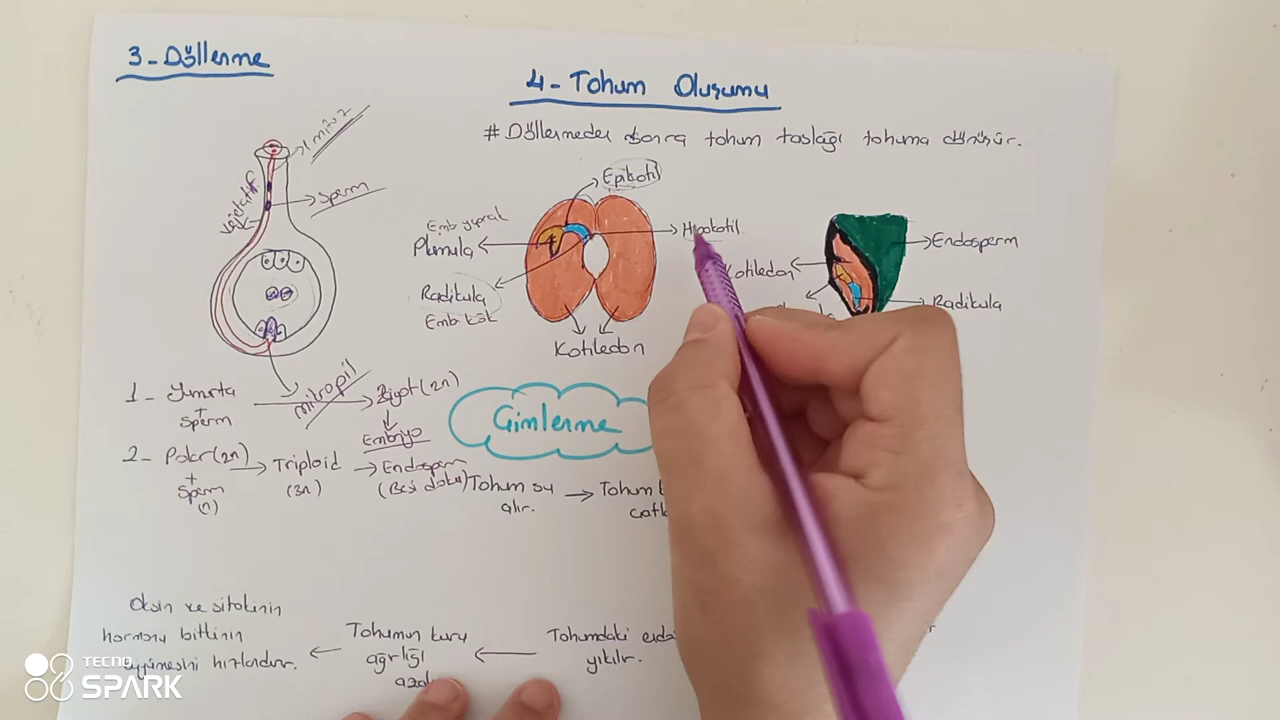 3-Döllenme
4- Tohum Oluşumu
# Döllenmeden sonra tohum taslağı tohuma dönüşür.
1 mitoz
Sperm
Vejetatif
Epikotil
Emb yaprak
Plumula
Hipokotil
Radikula
Emb kök
Kotiledon
Endosperm
Kotiledon
Radikula
1- Yumurta
+
Sperm
mikropil
Zigot (2n)
Embriyo
2- Polar (2n)
+
Sperm
(n)
Triploid
(3n)
Endosperm
(Besi doku)
Çimlenme
Tohum su
alır.
Tohum
Oksin ve sitokinin
hormonu bitkinin
büyümesini hızlandırır.
Tohumun kuru
ağırlığı
Tohumdaki
yıkılır.
TECNO
SPARK